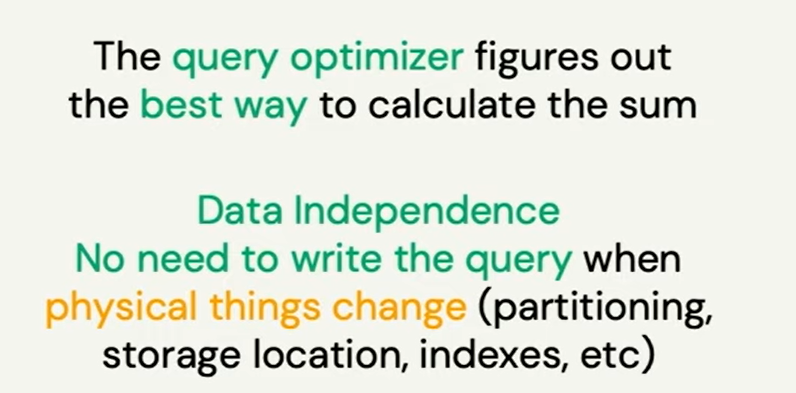 The query optimizer figures out
the best way to calculate the sum
Data Independence
No need to write the query when
physical things change (partitioning,
storage location, indexes, etc)